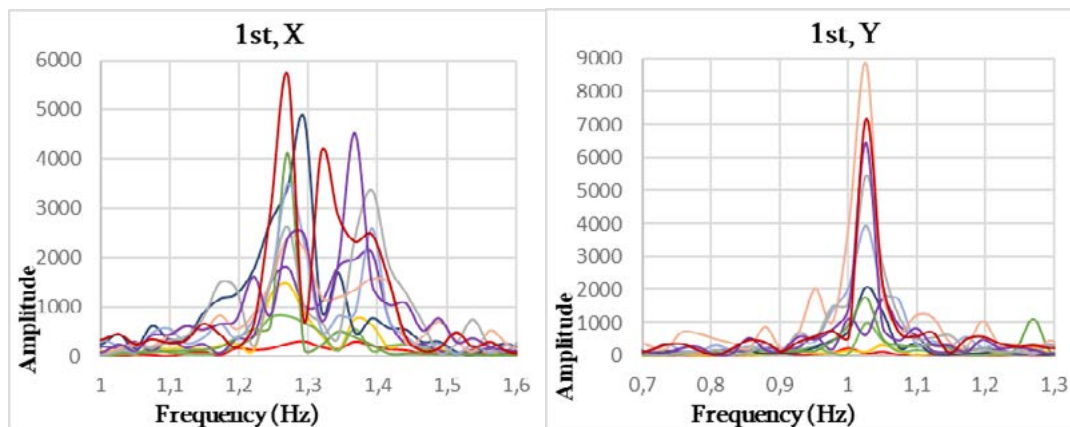 1st, X
6000
5000
4000
3000
2000
1000
0
Amplitude
1 1,1 1,2 1,3 1,4 1,5 1,6
Frequency (Hz)
1st, Y
9000
8000
7000
6000
5000
4000
3000
2000
1000
0
Amplitude
0,7 0,8 0,9 1 1,1 1,2 1,3
Frequency (Hz)